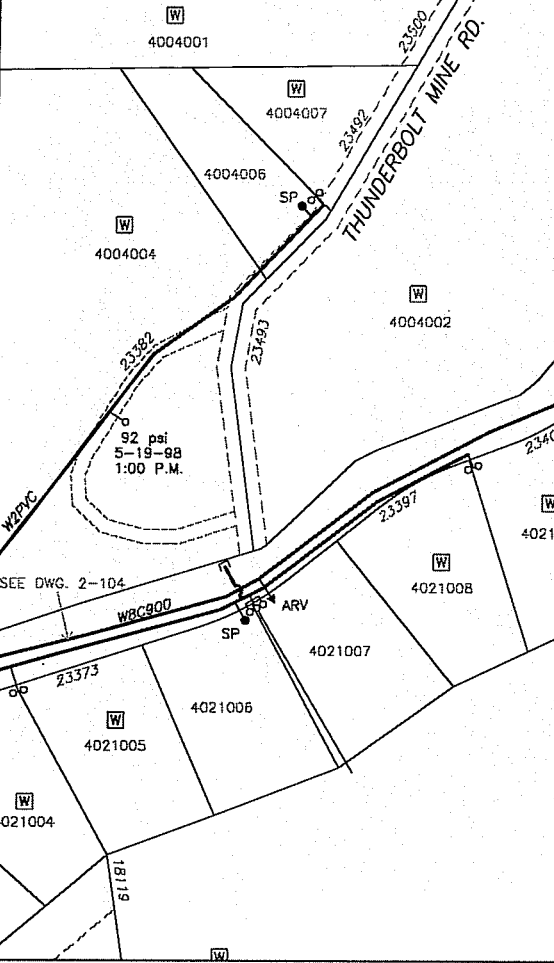 W
4004001
23500
W
4004007
23492
THUNDERBOLT MINE RD.
4004006
SP
W
4004004
W
4004002
23493
23382
92 psi
5-19-98
1:00 P.M.
W2PVC
23397
W
W
4021008
SEE DWG. 2-104
W8C900
ARV
SP
4021007
23373
4021006
W
4021005
W
18119
W